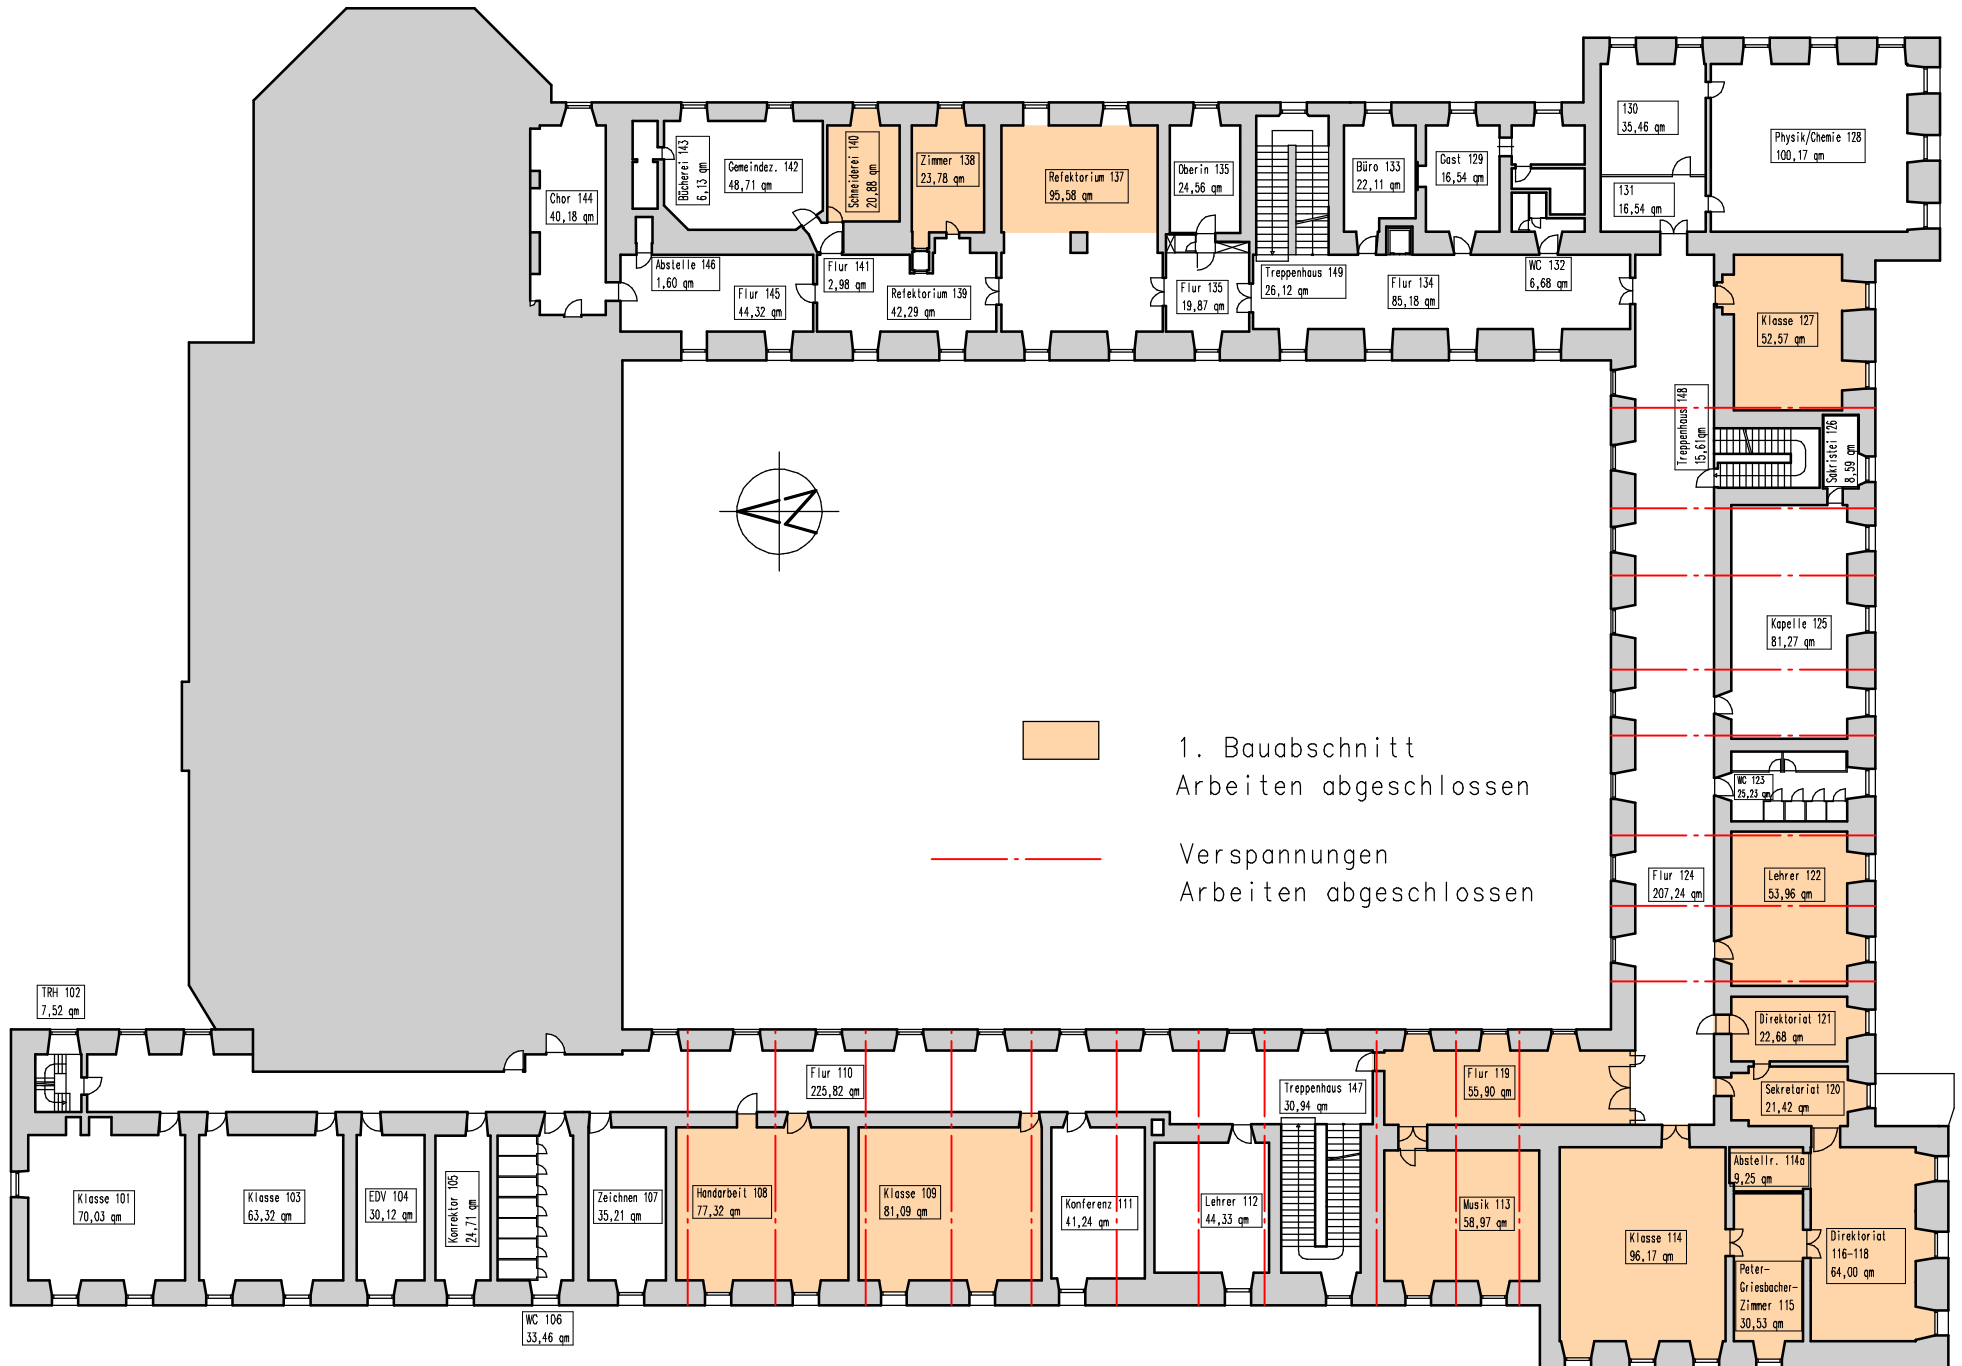 130
35,46 qm
Physik/Chemie 128
100,17 qm
Bücherei 143
6,13 qm
Gemeindez. 142
48,71 qm
Schneiderei 140
20,88 qm
Zimmer 138
23,78 qm
Refektorium 137
95,58 qm
Oberin 135
24,56 qm
Büro 133
22,11 qm
Gast 129
16,54 qm
131
16,54 qm
Chor 144
40,18 qm
Abstelle 146
1,60 qm
Flur 145
44,32 qm
Flur 141
2,98 qm
Refektorium 139
42,29 qm
Flur 135
19,87 qm
Treppenhaus 149
26,12 qm
Flur 134
85,18 qm
WC 132
6,68 qm
Klasse 127
52,57 qm
Treppenhaus 148
15,61qm
Sakristei 126
8,59 qm
Kapelle 125
81,27 qm
1. Bauabschnitt
Arbeiten abgeschlossen
WC 123
25,23 qm
Verspannungen
Arbeiten abgeschlossen
Flur 124
207,24 qm
Lehrer 122
53,96 qm
TRH 102
7,52 qm
Direktoriat 121
22,68 qm
Flur 110
225,82 qm
Treppenhaus 147
30,94 qm
Flur 119
55,90 qm
Sekretariat 120
21,42 qm
Klasse 101
70,03 qm
Klasse 103
63,32 qm
EDV 104
30,12 qm
Konrektor 105
24,71 qm
Zeichnen 107
35,21 qm
Handarbeit 108
77,32 qm
Klasse 109
81,09 qm
Konferenz 111
41,24 qm
Lehrer 112
44,33 qm
Musik 113
58,97 qm
Klasse 114
96,17 qm
Abstellr. 114a
9,25 qm
Peter-
Griesbacher-
Zimmer 115
30,53 qm
Direktoriat
116-118
64,00 qm
WC 106
33,46 qm